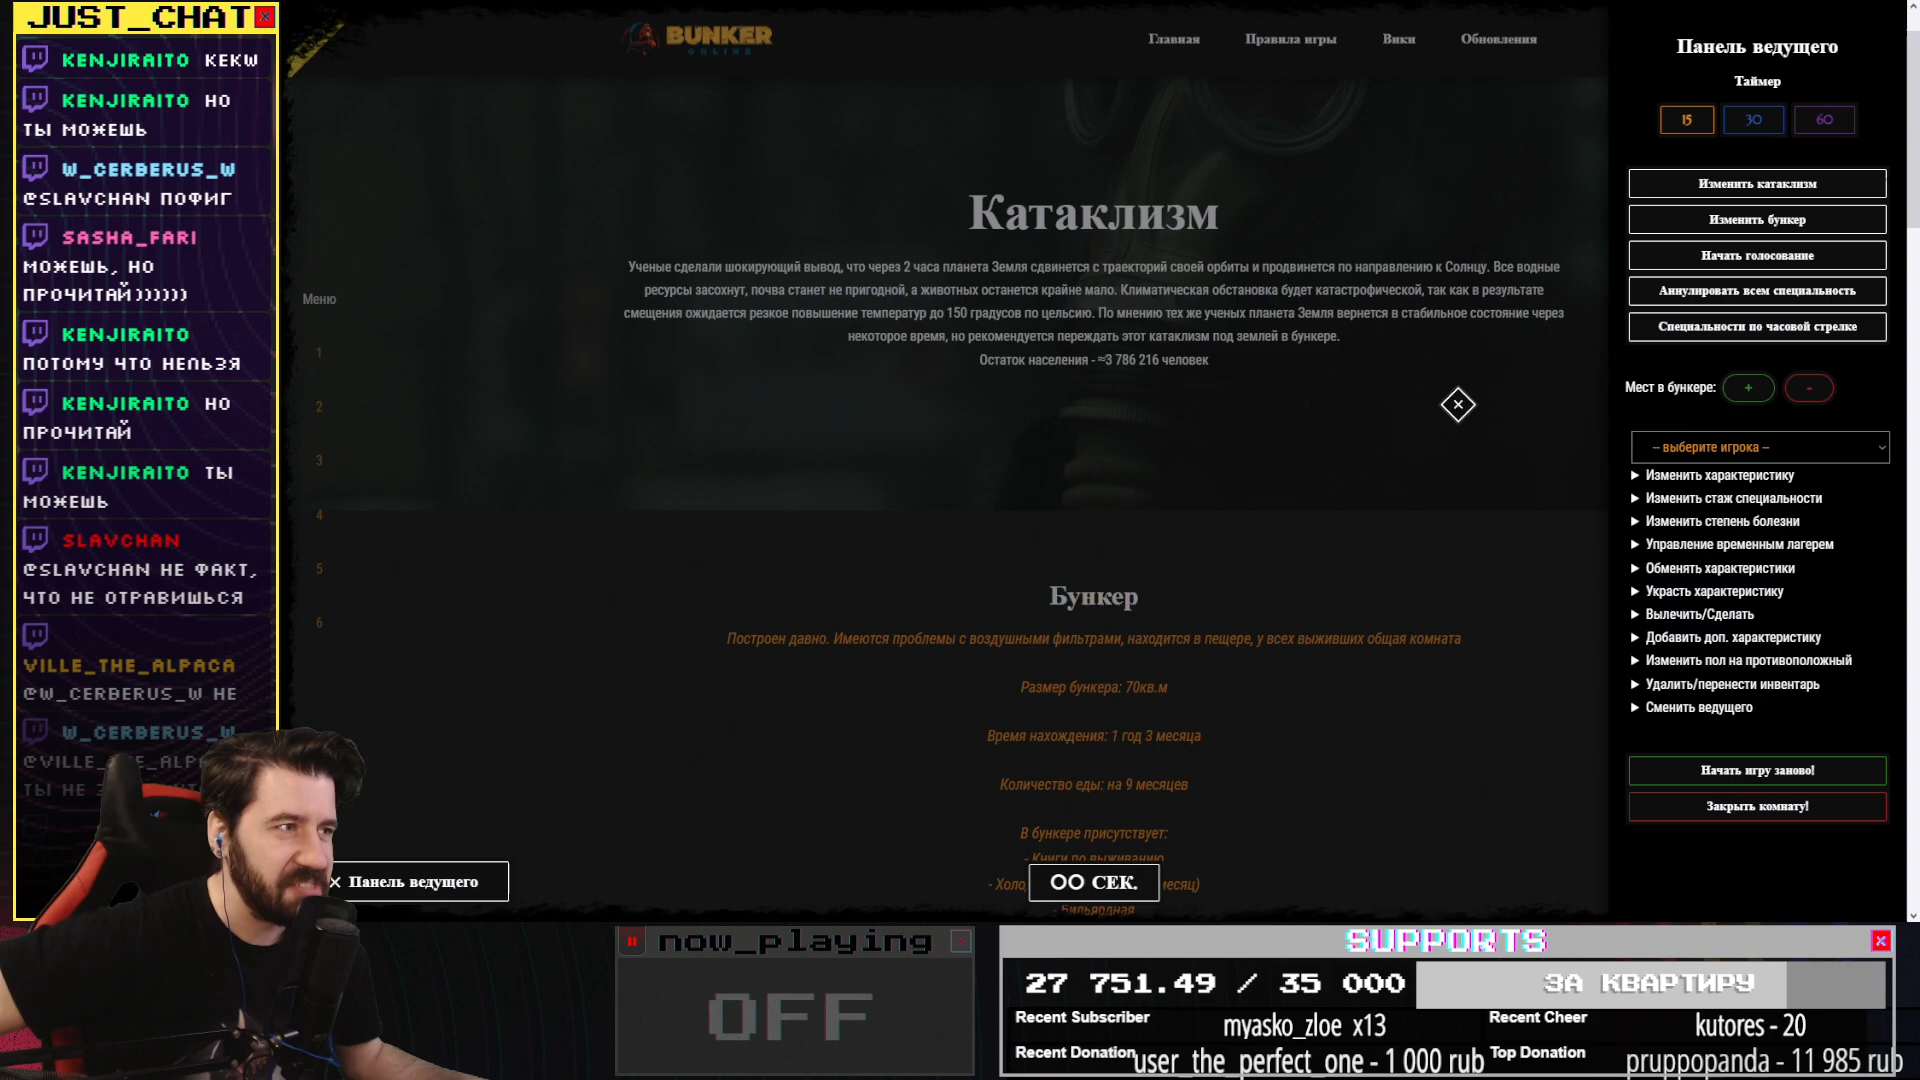 JUST_CHAT
KENJIRAITO KEKW
KENJIRAITO НО
ТЫ МОЖЕШЬ
W_CERBERUS_W
@SLAVCHAN ПОФИГ
SASHA_FARI
МОЖЕШЬ, НО
ПРОЧИТАЙ))))))
KENJIRAITO
ПОТОМУ ЧТО НЕЛЬЗЯ
KENJIRAITO НО
ПРОЧИТАЙ
KENJIRAITO ТЫ
МОЖЕШЬ
SLAVCHAN
@SLAVCHAN НЕ ФАКТ,
ЧТО НЕ ОТРАВИШЬСЯ
VILLE_THE_ALPACA
@W_CERBERUS_W НЕ
W_CERBERUS_W
ТЫ НЕ
BUNKER
ONLINE
Главная
Правила игры
Вики
Обновления
Меню
1
2
3
4
5
6
Катаклизм
Ученые сделали шокирующий вывод, что через 2 часа планета Земля сдвинется с траекторий своей орбиты и продвинется по направлению к Солнцу. Все водные
ресурсы засохнут, почва станет не пригодной, а животных останется крайне мало. Климатическая обстановка будет катастрофической, так как в результате
смещения ожидается резкое повышение температур до 150 градусов по цельсию. По мнению тех же ученых планета Земля вернется в стабильное состояние через
некоторое время, но рекомендуется переждать этот катаклизм под землей в бункере.
Остаток населения - ≈3 786 216 человек
Бункер
Построен давно. Имеются проблемы с воздушными фильтрами, находится в пещере, у всех выживших общая комната
Размер бункера: 70кв.м
Время нахождения: 1 год 3 месяца
Количество еды: на 9 месяцев
В бункере присутствует:
- Книги по выживанию
- Бильярдная
× Панель ведущего
00 СЕК.
Панель ведущего
Таймер
15
30
60
Изменить катаклизм
Изменить бункер
Начать голосование
Аннулировать всем специальность
Специальности по часовой стрелке
Мест в бункере:
+
-
-- выберите игрока --
Изменить характеристику
Изменить стаж специальности
Изменить степень болезни
Управление временным лагерем
Обменять характеристики
Украсть характеристику
Вылечить/Сделать
Добавить доп. характеристику
Изменить пол на противоположный
Удалить/перенести инвентарь
Сменить ведущего
Начать игру заново!
Закрыть комнату!
now_playing
OFF
SUPPORTS
27 751.49 / 35 000
ЗА КВАРТИРУ
Recent Subscriber
myasko_zloe x13
Recent Cheer
kutores - 20
Recent Donation
user_the_perfect_one - 1 000 rub
Top Donation
pruppopanda - 11 985 rub